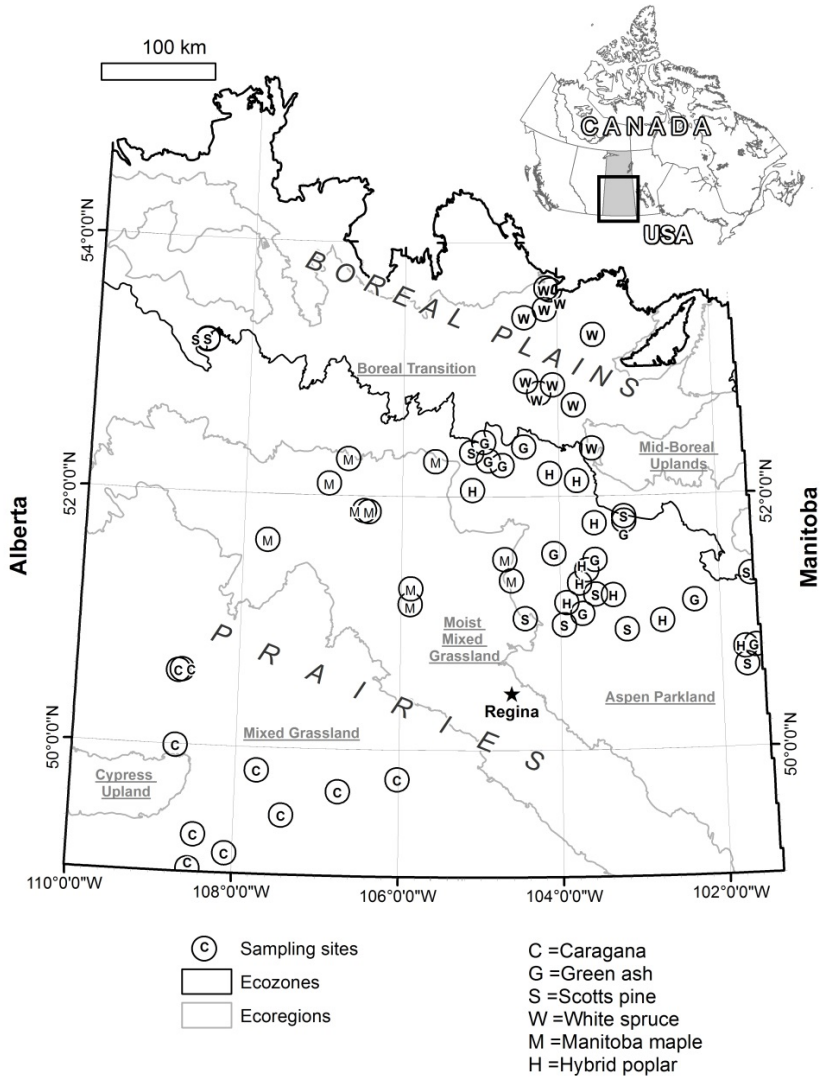 100 km
CANADA
USA
54°0'0"N
BOREAL PLAINS
Boreal Transition
Mid-Boreal
Uplands
52°0'0"N
52°0'0"N
Alberta
Manitoba
W
W
W
W
W
W
W
W
W
W
W
S
S
M
M
M
M
M
M
M
M
M
M
S
G
G
G
G
H
H
H
H
S
G
G
H
G
H
S
H
H
G
S
S
S
H
G
S
H
G
S
Moist
Mixed
Grassland
PRAIRIES
Regina
Aspen Parkland
Mixed Grassland
Cypress
Upland
C
C
C
C
C
C
C
C
C
C
50°0'0"N
50°0'0"N
110°0'0"W
108°0'0"W
106°0'0"W
104°0'0"W
102°0'0"W
C
Sampling sites
Ecozones
Ecoregions
C =Caragana
G =Green ash
S =Scotts pine
W =White spruce
M =Manitoba maple
H =Hybrid poplar